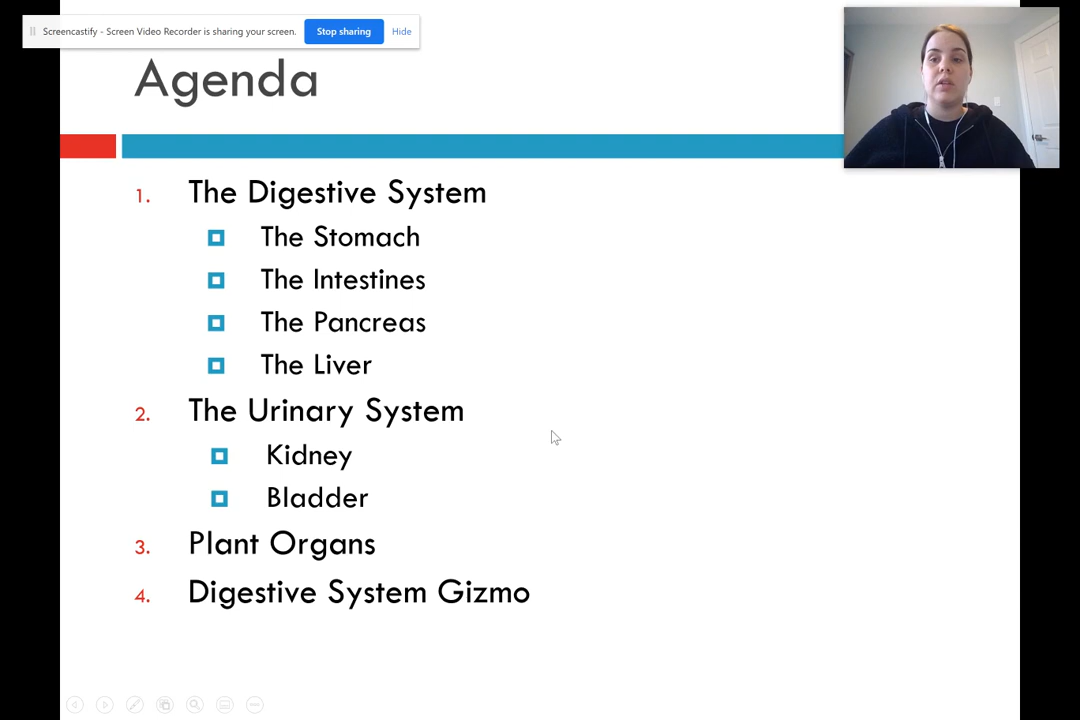 Screencastify - Screen Video Recorder is sharing your screen. Stop sharing Hide
Agenda
1. The Digestive System
The Stomach
The Intestines
The Pancreas
The Liver
2. The Urinary System
Kidney
Bladder
3. Plant Organs
4. Digestive System Gizmo